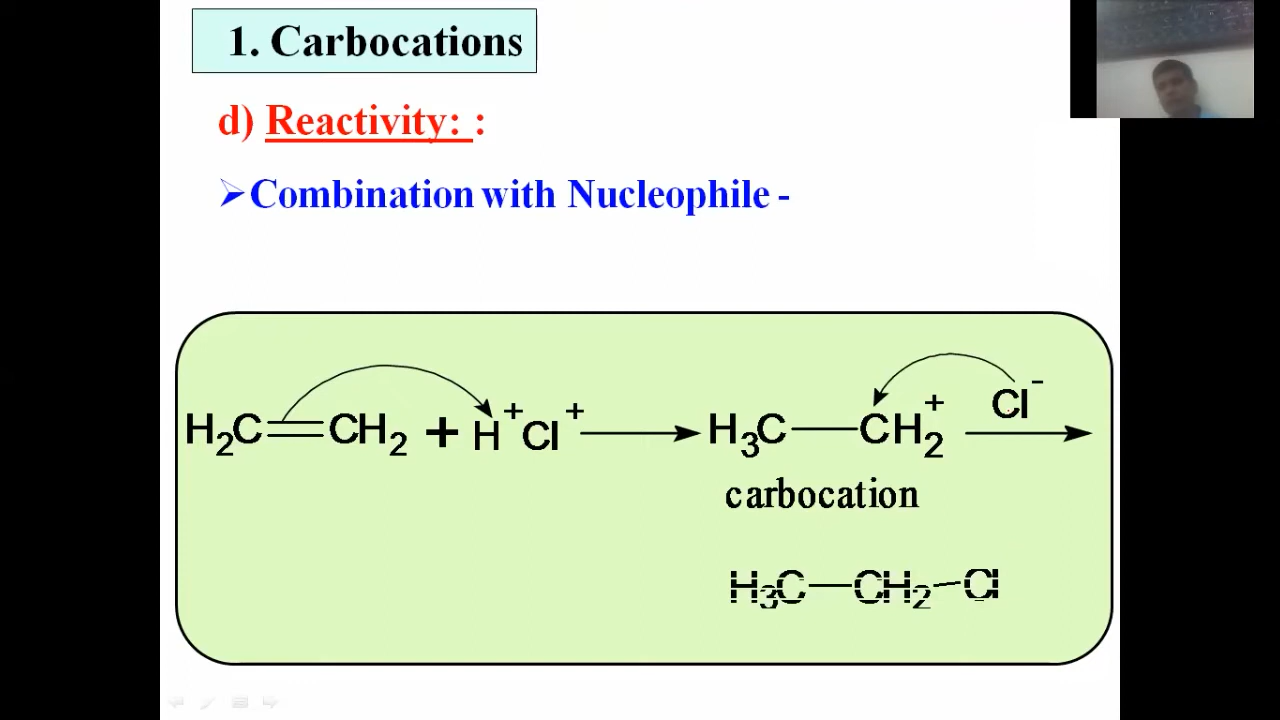 1. Carbocations
d) Reactivity: :
➢Combination with Nucleophile -
H₂C=CH₂ + H⁺Cl⁺ → H₃C—CH₂⁺ Cl⁻ →
carbocation
H₃C—CH₂—Cl